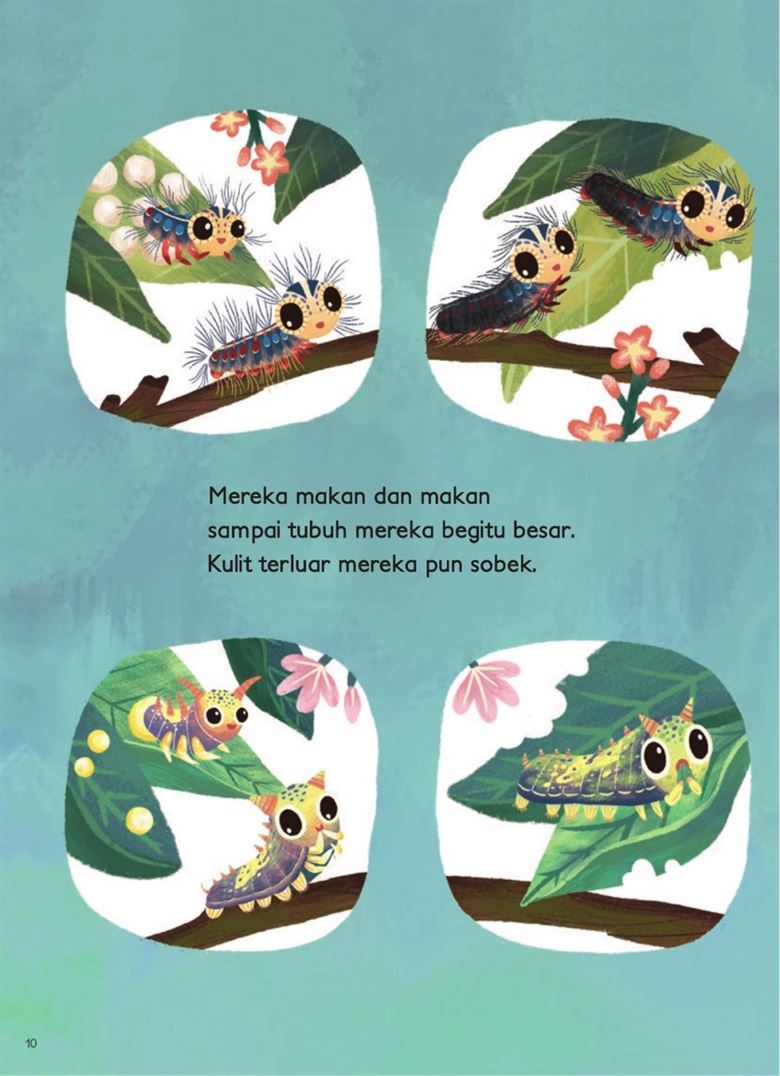 Mereka makan dan makan
sampai tubuh mereka begitu besar.
Kulit terluar mereka pun sobek.
10